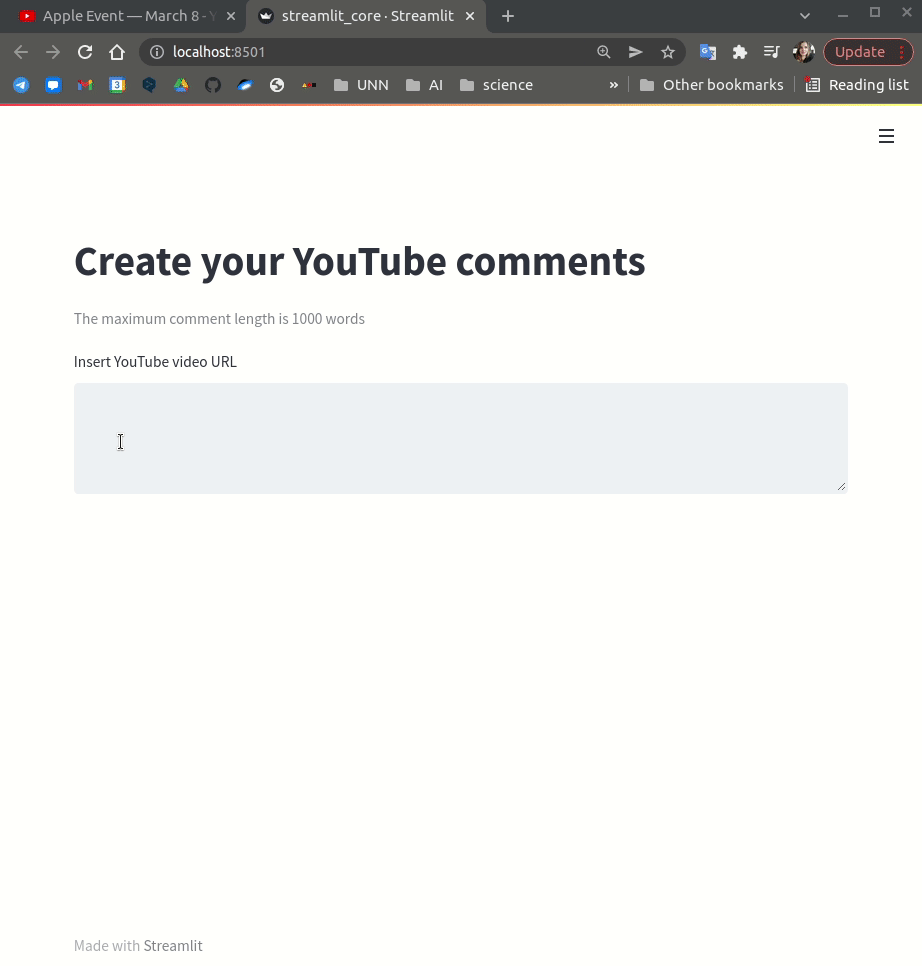 Apple Event — March 8 - Y
streamlit_core · Streamlit
localhost:8501
Update
3
UNN
AI
science
»
Other bookmarks
Reading list
Create your YouTube comments
The maximum comment length is 1000 words
Insert YouTube video URL
Made with Streamlit